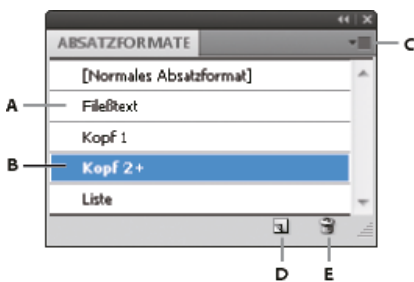 ABSATZFORMATE
C
[Normales Absatzformat]
A
Fließtext
Kopf 1
B
Kopf 2+
Liste
D
E